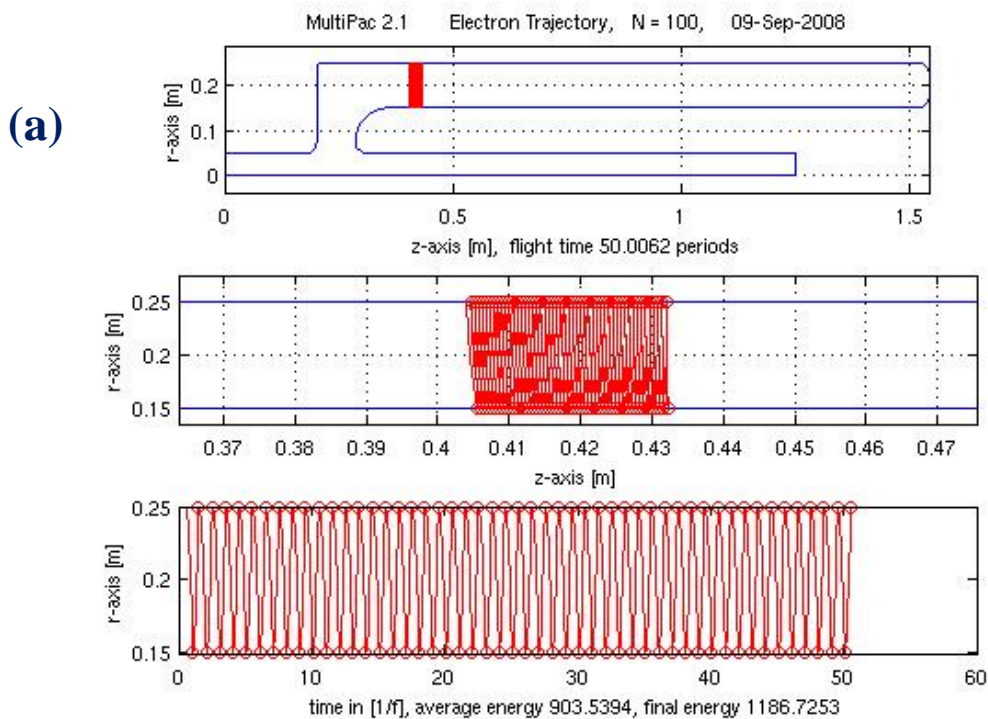 MultiPac 2.1 Electron Trajectory, N = 100, 09-Sep-2008
(a)
r-axis [m]
0.2
0.1
0
0 0.5 1 1.5
z-axis [m], flight time 50.0062 periods
r-axis [m]
0.25
0.2
0.15
0.37 0.38 0.39 0.4 0.41 0.42 0.43 0.44 0.45 0.46 0.47
z-axis [m]
r-axis [m]
0.25
0.2
0.15
0 10 20 30 40 50 60
time in [1/f], average energy 903.5394, final energy 1186.7253